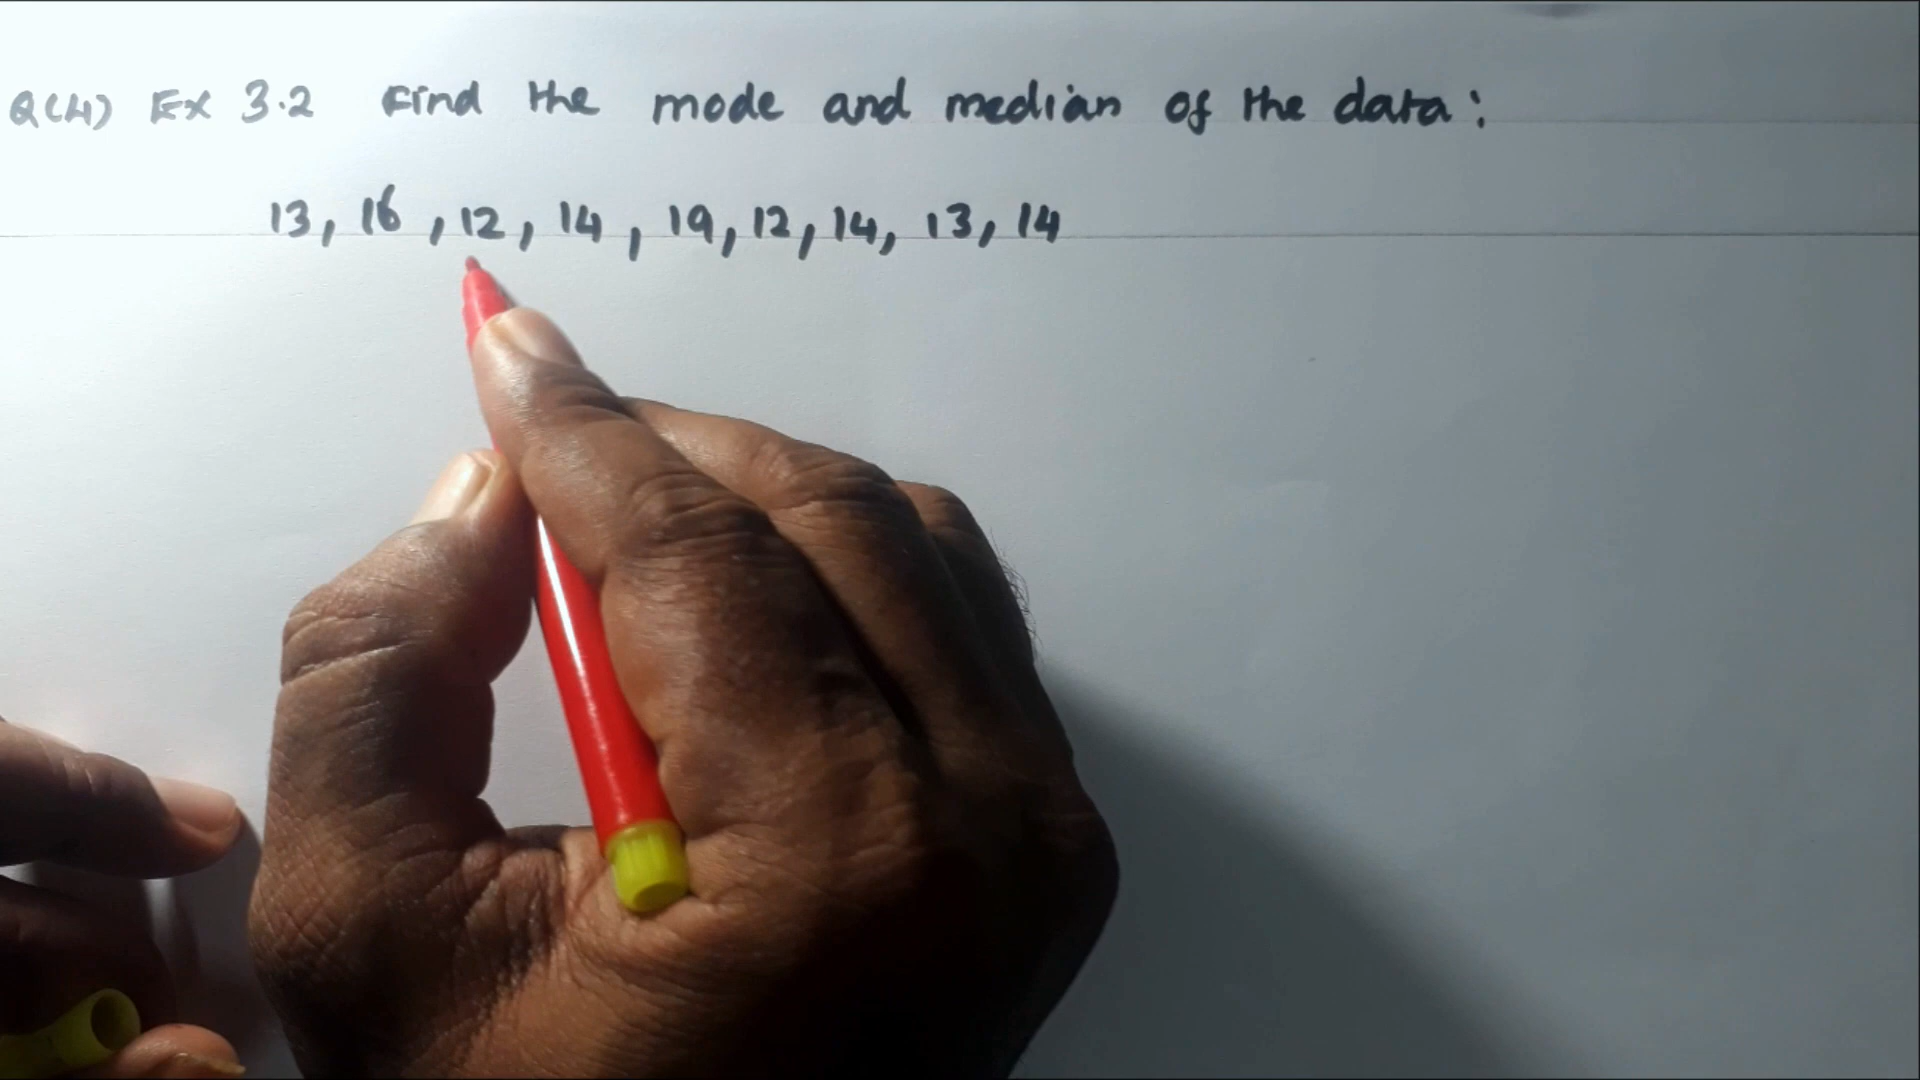 Q(4) Ex 3.2 Find the mode and median of the data:
13, 16, 12, 14, 19, 12, 14, 13, 14